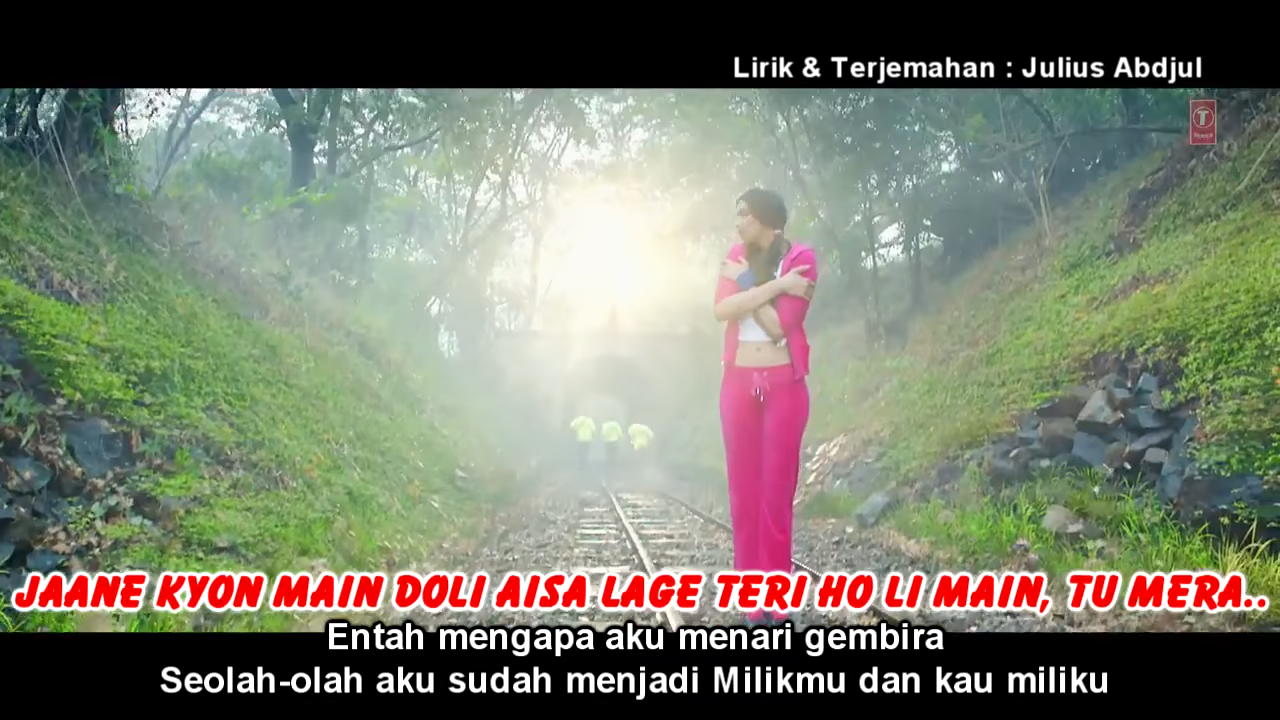 Lirik & Terjemahan : Julius Abdjul
T
JAANE KYON MAIN DOLI AISA LAGE TERI HO LI MAIN, TU MERA..
Entah mengapa aku menari gembira
Seolah-olah aku sudah menjadi Milikmu dan kau miliku